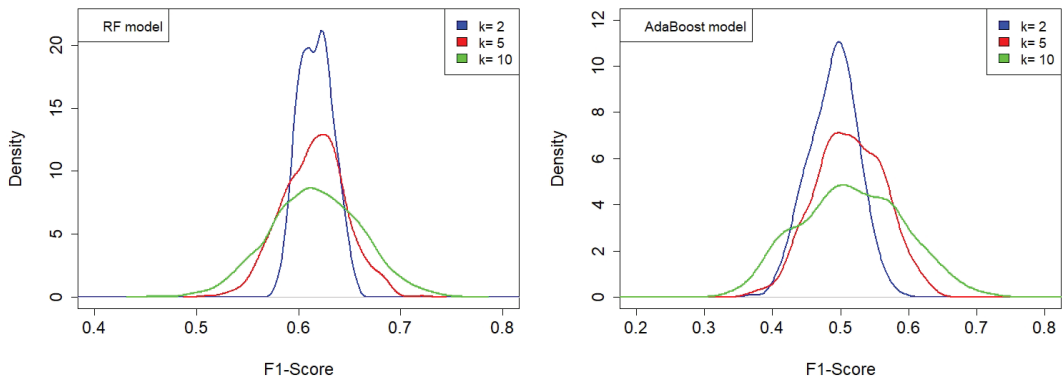 RF model
k= 2
k= 5
k= 10
Density
0
5
10
15
20
0.4 0.5 0.6 0.7 0.8
F1-Score
AdaBoost model
k= 2
k= 5
k= 10
Density
0
2
4
6
8
10
12
0.2 0.3 0.4 0.5 0.6 0.7 0.8
F1-Score